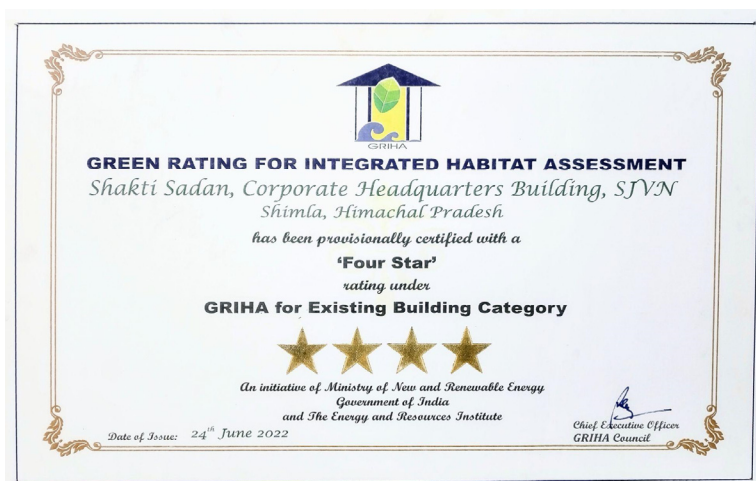 GRIHA
GREEN RATING FOR INTEGRATED HABITAT ASSESSMENT
Shakti Sadan, Corporate Headquarters Building, SJVN
Shimla, Himachal Pradesh
has been provisionally certified with a
‘Four Star’
rating under
GRIHA for Existing Building Category
An initiative of Ministry of New and Renewable Energy
Government of India
and The Energy and Resources Institute
Date of Issue: 24th June 2022
Chief Executive Officer
GRIHA Council